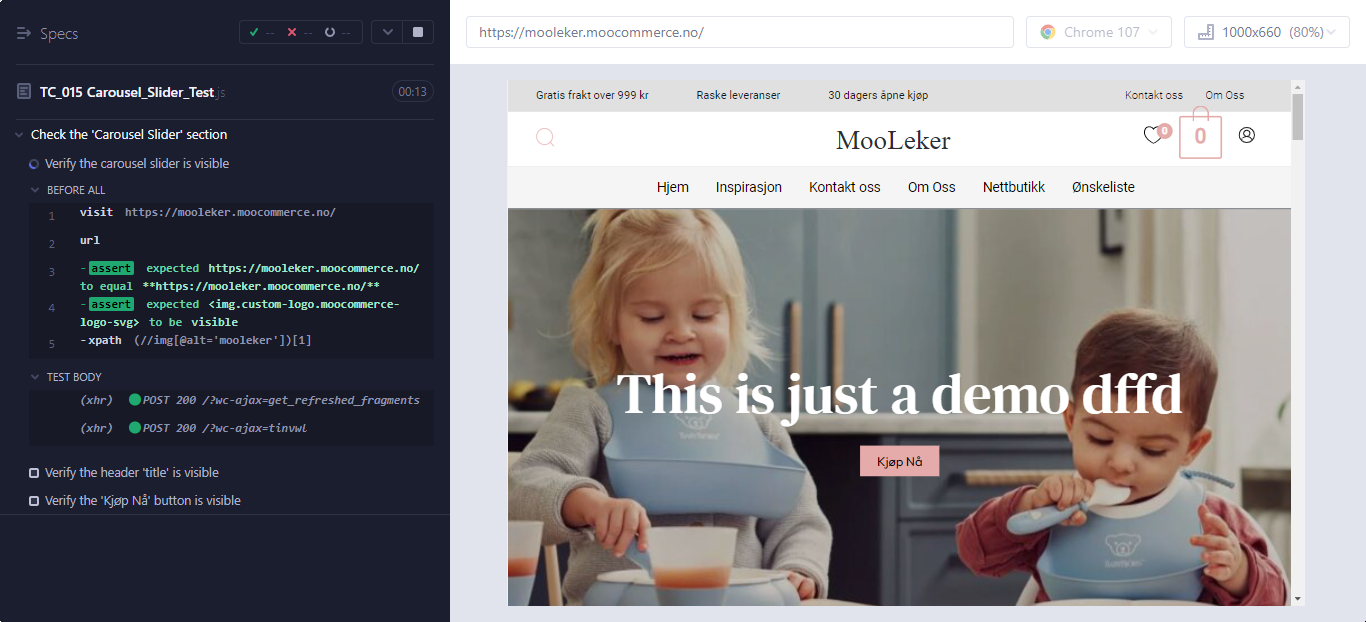 Specs
-- -- --
TC_015 Carousel_Slider_Test.js
00:13
Check the 'Carousel Slider' section
Verify the carousel slider is visible
BEFORE ALL
1 visit https://mooleker.moocommerce.no/
2 url
3 -assert expected https://mooleker.moocommerce.no/
to equal **https://mooleker.moocommerce.no/**
4 -assert expected <img.custom-logo.moocommerce-
logo-svg> to be visible
5 -xpath (//img[@alt='mooleker'])[1]
TEST BODY
(xhr) POST 200 /?wc-ajax=get_refreshed_fragments
(xhr) POST 200 /?wc-ajax=tinvwl
Verify the header 'title' is visible
Verify the 'Kjøp Nå' button is visible
https://mooleker.moocommerce.no/
Chrome 107
1000x660 (80%)
Gratis frakt over 999 kr
Raske leveranser
30 dagers åpne kjøp
Kontakt oss
Om Oss
MooLeker
0
0
Hjem
Inspirasjon
Kontakt oss
Om Oss
Nettbutikk
Ønskeliste
This is just a demo dffd
Kjøp Nå